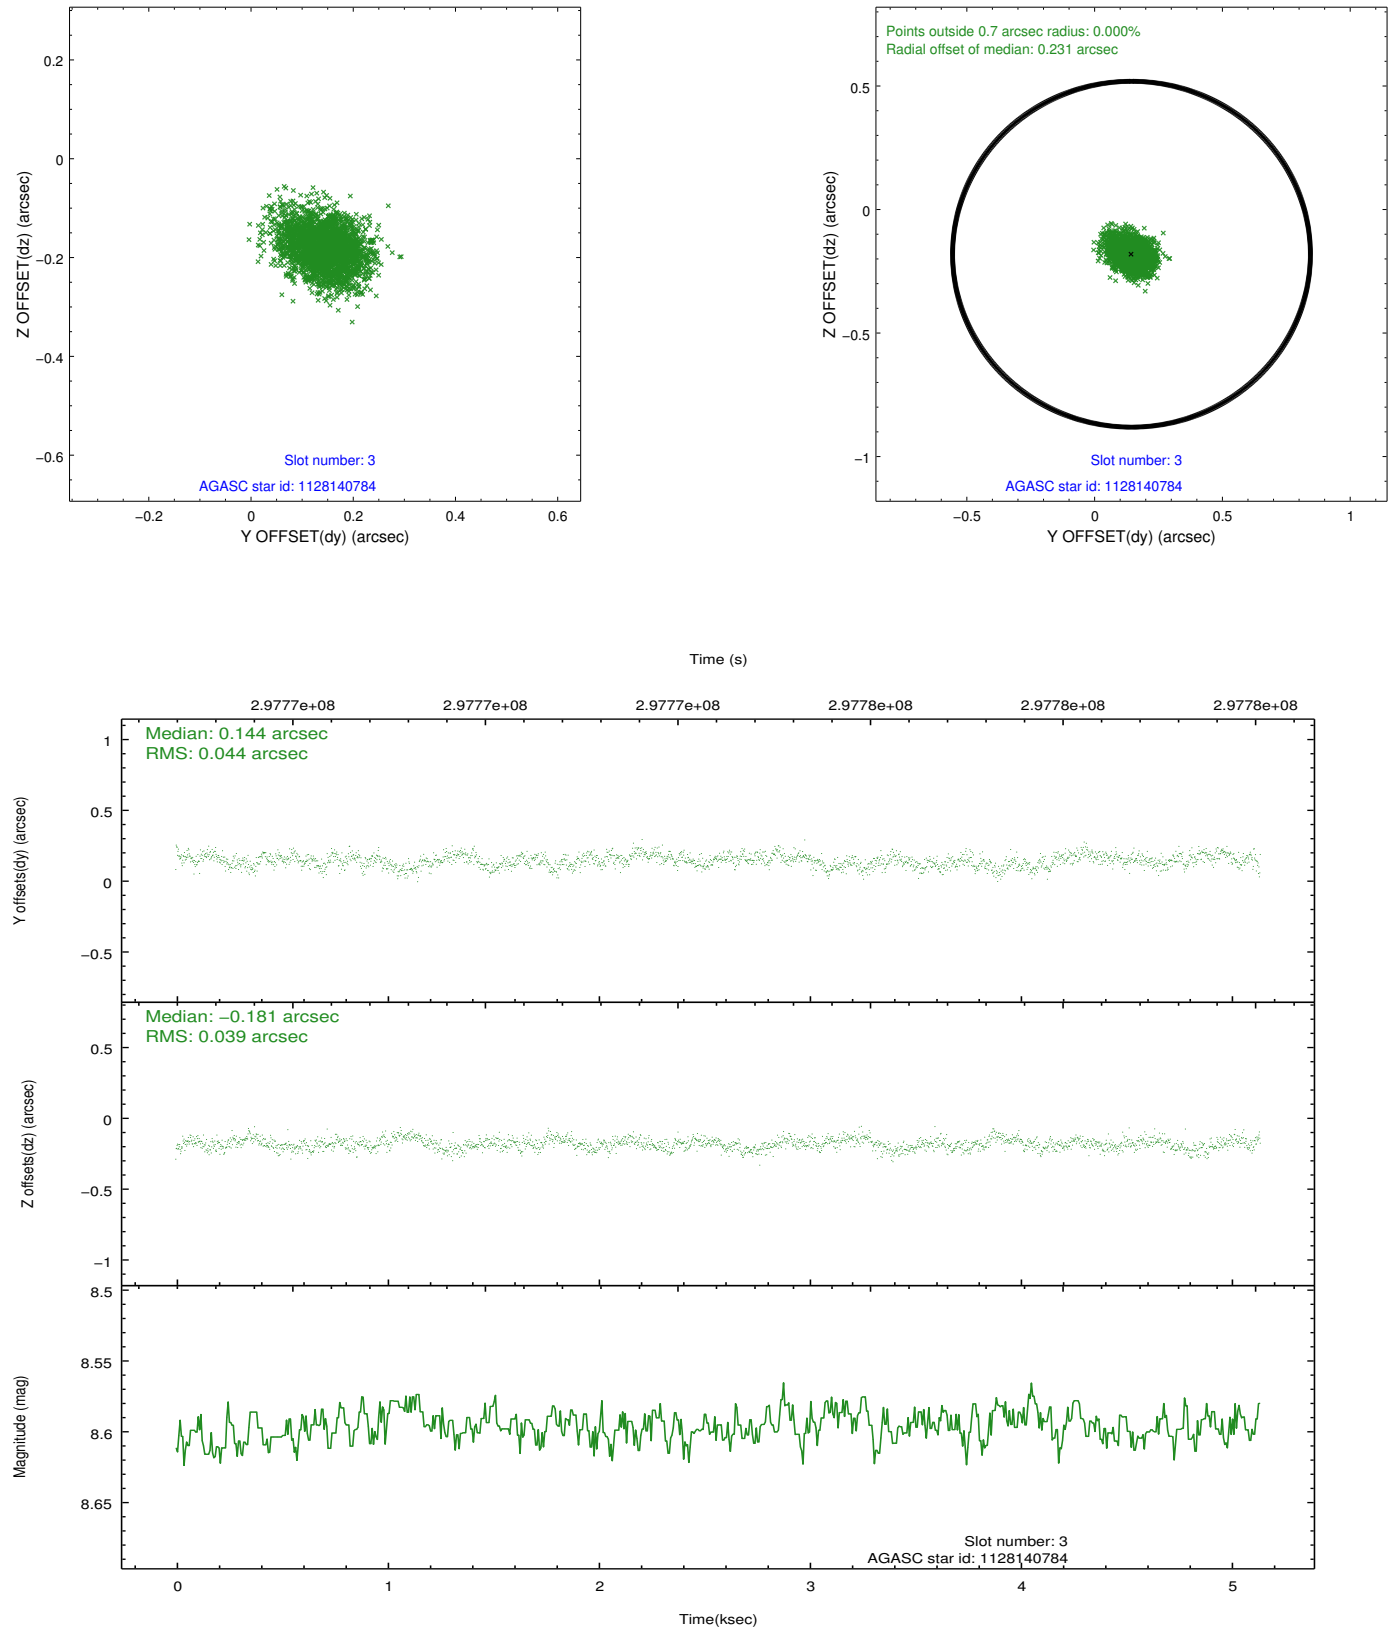 0.2
0
−0.2
−0.4
−0.6
Z OFFSET(dz) (arcsec)
Slot number: 3
AGASC star id: 1128140784
−0.2
0
0.2
0.4
0.6
Y OFFSET(dy) (arcsec)
Points outside 0.7 arcsec radius: 0.000%
Radial offset of median: 0.231 arcsec
0.5
0
−0.5
−1
Z OFFSET(dz) (arcsec)
Slot number: 3
AGASC star id: 1128140784
−0.5
0
0.5
1
Y OFFSET(dy) (arcsec)
Time (s)
2.9777e+08
2.9777e+08
2.9777e+08
2.9778e+08
2.9778e+08
2.9778e+08
Median: 0.144 arcsec
RMS: 0.044 arcsec
1
0.5
0
−0.5
Y offsets(dy) (arcsec)
Median: −0.181 arcsec
RMS: 0.039 arcsec
0.5
0
−0.5
−1
Z offsets(dz) (arcsec)
8.5
8.55
8.6
8.65
Magnitude (mag)
Slot number: 3
AGASC star id: 1128140784
0
1
2
3
4
5
Time(ksec)